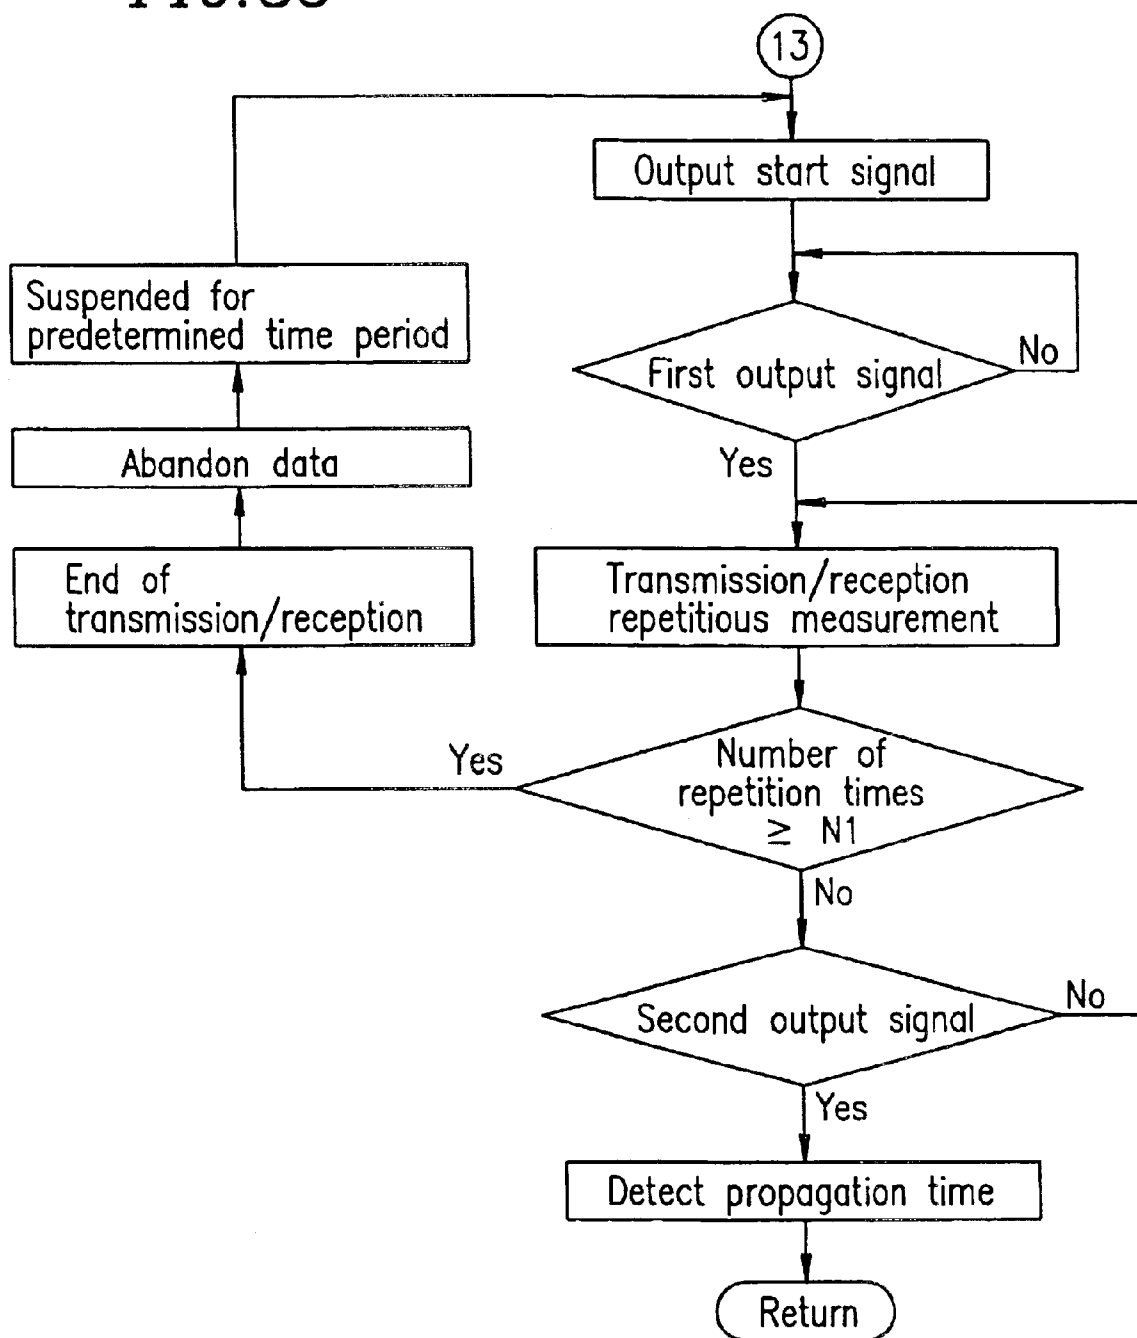 13
Output start signal
Suspended for
predetermined time period
First output signal
No
Abandon data
Yes
End of
transmission/reception
Transmission/reception
repetitious measurement
Yes
Number of
repetition times
≥ N1
No
Second output signal
No
Yes
Detect propagation time
Return